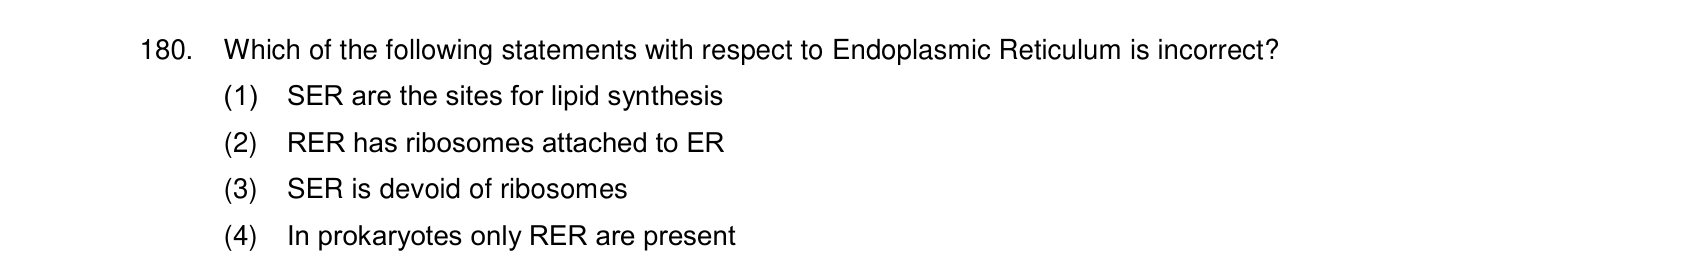 180. Which of the following statements with respect to Endoplasmic Reticulum is incorrect?
(1) SER are the sites for lipid synthesis
(2) RER has ribosomes attached to ER
(3) SER is devoid of ribosomes
(4) In prokaryotes only RER are present